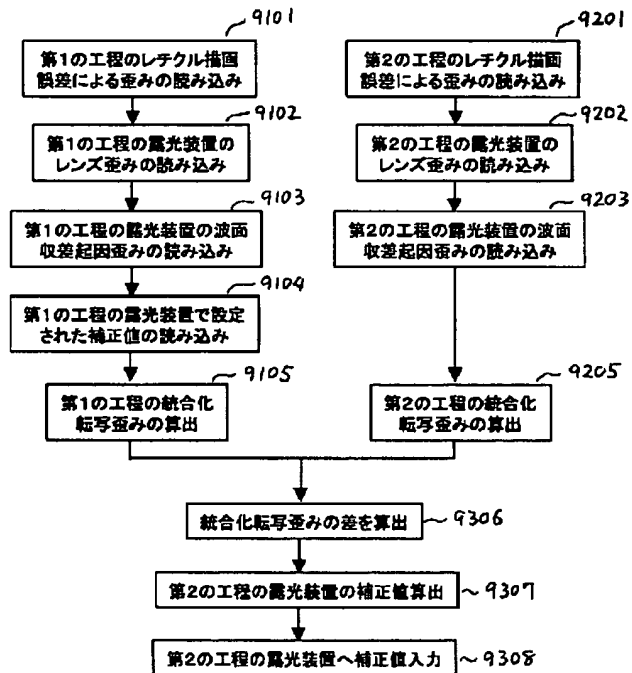 9101
第1の工程のレチクル描画
誤差による歪みの読み込み
9102
第1の工程の露光装置の
レンズ歪みの読み込み
9103
第1の工程の露光装置の波面
収差起因歪みの読み込み
9104
第1の工程の露光装置で設定
された補正値の読み込み
9105
第1の工程の統合化
転写歪みの算出
9201
第2の工程のレチクル描画
誤差による歪みの読み込み
9202
第2の工程の露光装置の
レンズ歪みの読み込み
9203
第2の工程の露光装置の波面
収差起因歪みの読み込み
9205
第2の工程の統合化
転写歪みの算出
統合化転写歪みの差を算出
9306
第2の工程の露光装置の補正値算出
9307
第2の工程の露光装置へ補正値入力
9308